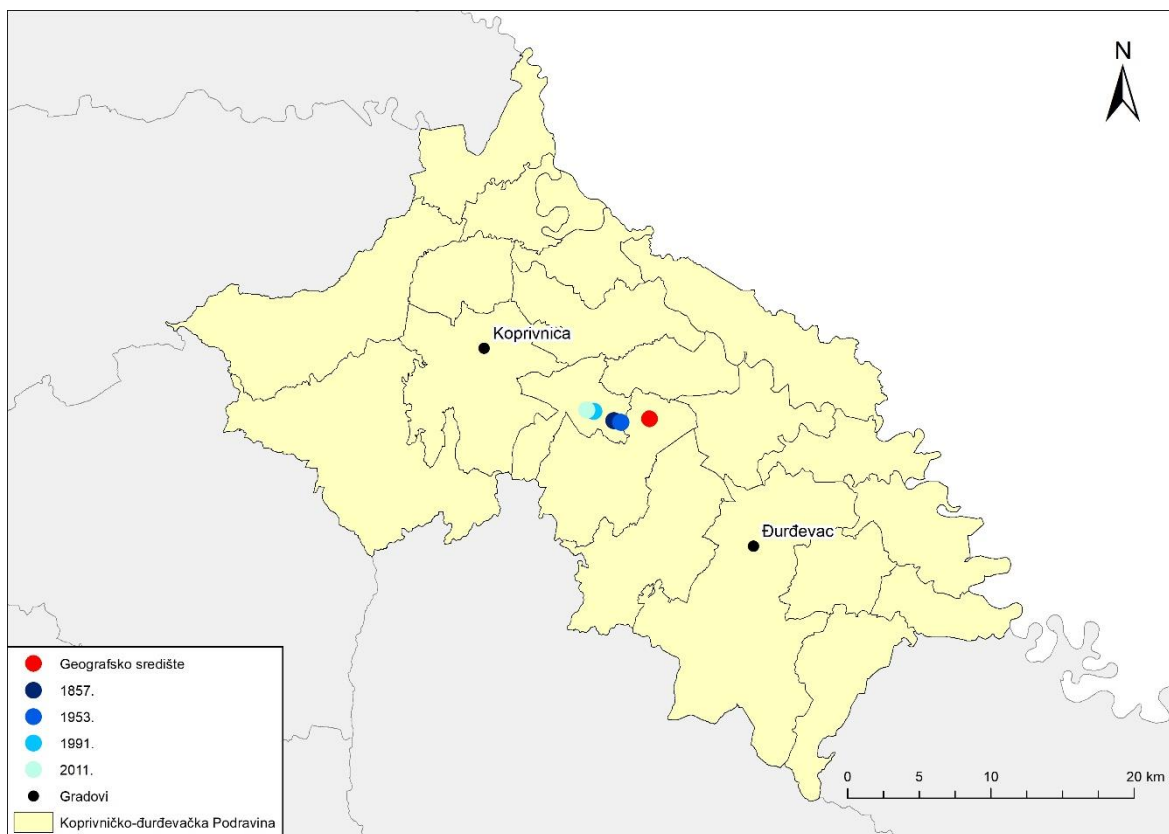 N
Koprivnica
Đurđevac
Geografsko središte
1857.
1953.
1991.
2011.
Gradovi
Koprivničko-đurđevačka Podravina
0 5 10 20 km